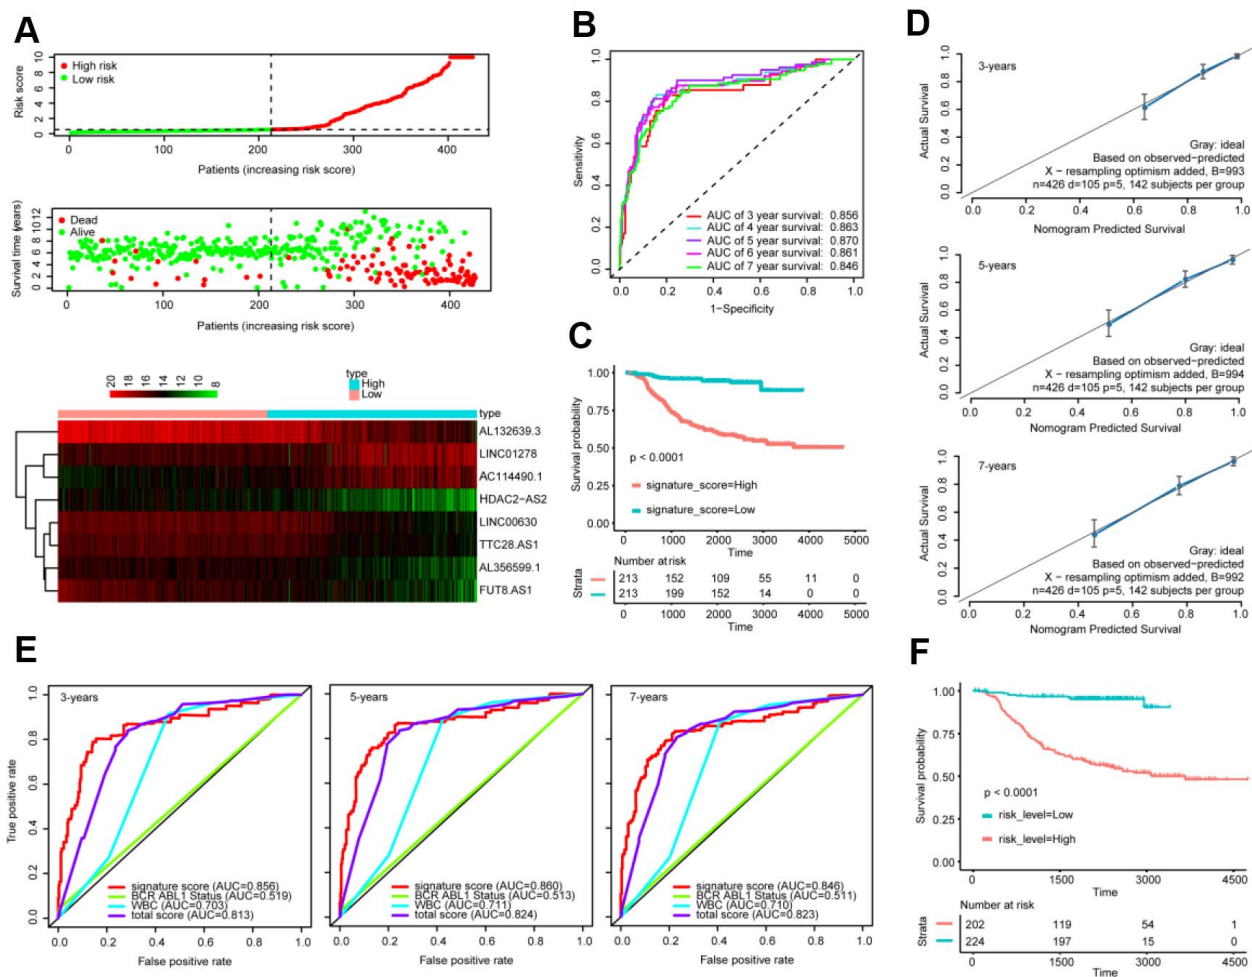 A
Risk score
10
8
6
4
2
0
High risk
Low risk
0 100 200 300 400
Patients (increasing risk score)
Survival time (years)
0 2 4 6 8 10 12
Dead
Alive
0 100 200 300 400
Patients (increasing risk score)
20 18 16 14 12 10 8
type
High
Low
type
AL132639.3
LINC01278
AC114490.1
HDAC2-AS2
LINC00630
TTC28.AS1
AL356599.1
FUT8.AS1
B
Sensitivity
0.0 0.2 0.4 0.6 0.8 1.0
AUC of 3 year survival: 0.856
AUC of 4 year survival: 0.863
AUC of 5 year survival: 0.870
AUC of 6 year survival: 0.861
AUC of 7 year survival: 0.846
0.0 0.2 0.4 0.6 0.8 1.0
1-Specificity
C
Survival probability
1.00
0.75
0.50
0.25
0.00
p < 0.0001
signature_score=High
signature_score=Low
0 1000 2000 3000 4000 5000
Time
Number at risk
Strata
213 152 109 55 11 0
213 199 152 14 0 0
0 1000 2000 3000 4000 5000
Time
D
3-years
Actual Survival
0.0 0.2 0.4 0.6 0.8 1.0
Gray: ideal
Based on observed-predicted
X - resampling optimism added, B=993
n=426 d=105 p=5, 142 subjects per group
0.0 0.2 0.4 0.6 0.8 1.0
Nomogram Predicted Survival
5-years
Actual Survival
0.0 0.2 0.4 0.6 0.8 1.0
Gray: ideal
Based on observed-predicted
X - resampling optimism added, B=994
n=426 d=105 p=5, 142 subjects per group
0.0 0.2 0.4 0.6 0.8 1.0
Nomogram Predicted Survival
7-years
Actual Survival
0.0 0.2 0.4 0.6 0.8 1.0
Gray: ideal
Based on observed-predicted
X - resampling optimism added, B=992
n=426 d=105 p=5, 142 subjects per group
0.0 0.2 0.4 0.6 0.8 1.0
Nomogram Predicted Survival
E
True positive rate
0.0 0.2 0.4 0.6 0.8 1.0
3-years
signature score (AUC=0.856)
BCR ABL1 Status (AUC=0.519)
WBC (AUC=0.703)
total score (AUC=0.813)
0.0 0.2 0.4 0.6 0.8 1.0
False positive rate
5-years
signature score (AUC=0.860)
BCR ABL1 Status (AUC=0.513)
WBC (AUC=0.711)
total score (AUC=0.824)
0.0 0.2 0.4 0.6 0.8 1.0
False positive rate
7-years
signature score (AUC=0.846)
BCR ABL1 Status (AUC=0.511)
WBC (AUC=0.710)
total score (AUC=0.823)
0.0 0.2 0.4 0.6 0.8 1.0
False positive rate
F
Survival probability
1.00
0.75
0.50
0.25
0.00
p < 0.0001
risk_level=Low
risk_level=High
0 1500 3000 4500
Time
Number at risk
Strata
202 119 54 1
224 197 15 0
0 1500 3000 4500
Time